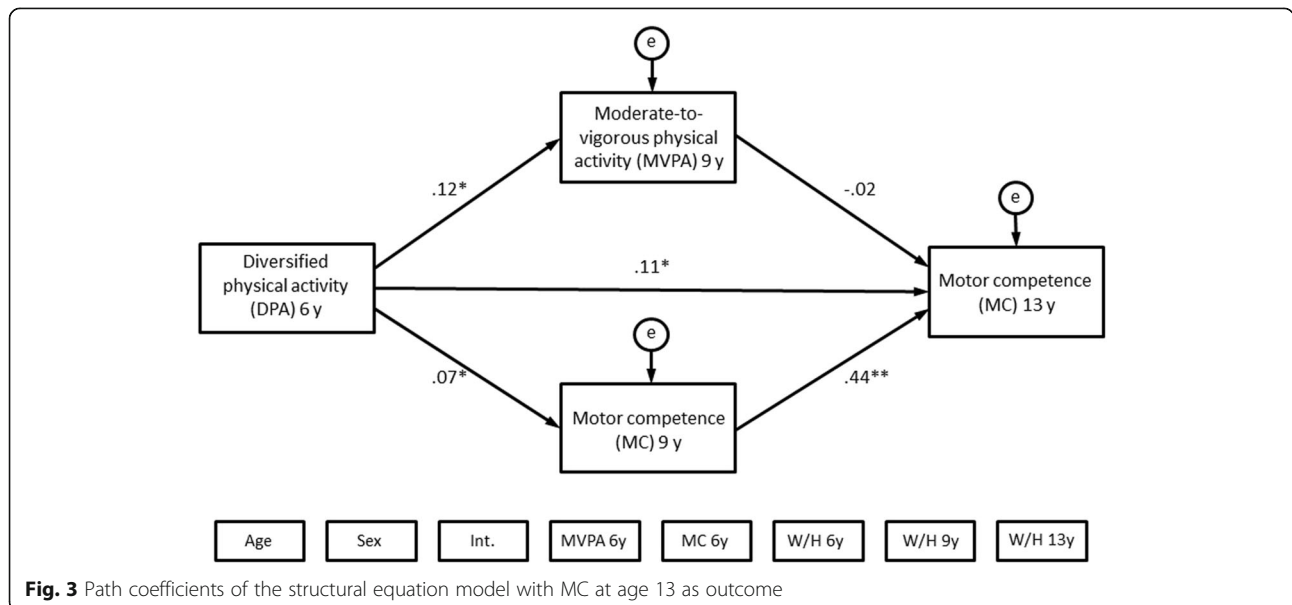 e
Moderate-to-
vigorous physical
activity (MVPA) 9 y
.12*
-.02
e
Diversified
physical activity
(DPA) 6 y
.11*
Motor competence
(MC) 13 y
e
.07*
.44**
Motor competence
(MC) 9 y
Age Sex Int. MVPA 6y MC 6y W/H 6y W/H 9y W/H 13y
Fig. 3 Path coefficients of the structural equation model with MC at age 13 as outcome